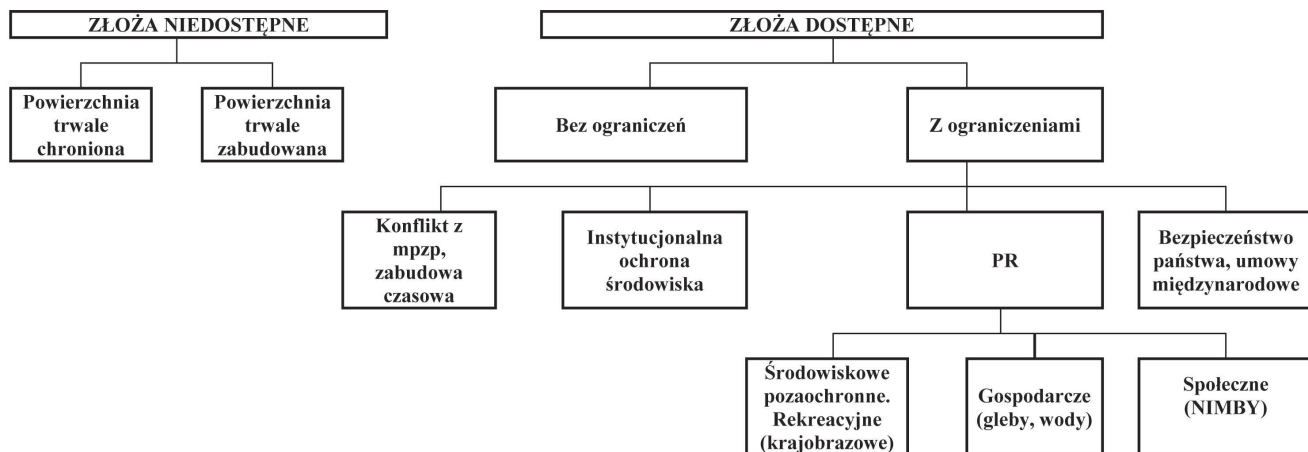 ZŁOŻA NIEDOSTĘPNE
ZŁOŻA DOSTĘPNE
Powierzchnia
trwale
chroniona
Powierzchnia
trwale
zabudowana
Bez ograniczeń
Z ograniczeniami
Konflikt z
mpzp,
zabudowa
czasowa
Instytucjonalna
ochrona
środowiska
PR
Bezpieczeństwo
państwa, umowy
międzynarodowe
Środowiskowe
pozaochronne.
Rekreacyjne
(krajobrazowe)
Gospodarcze
(gleby, wody)
Społeczne
(NIMBY)